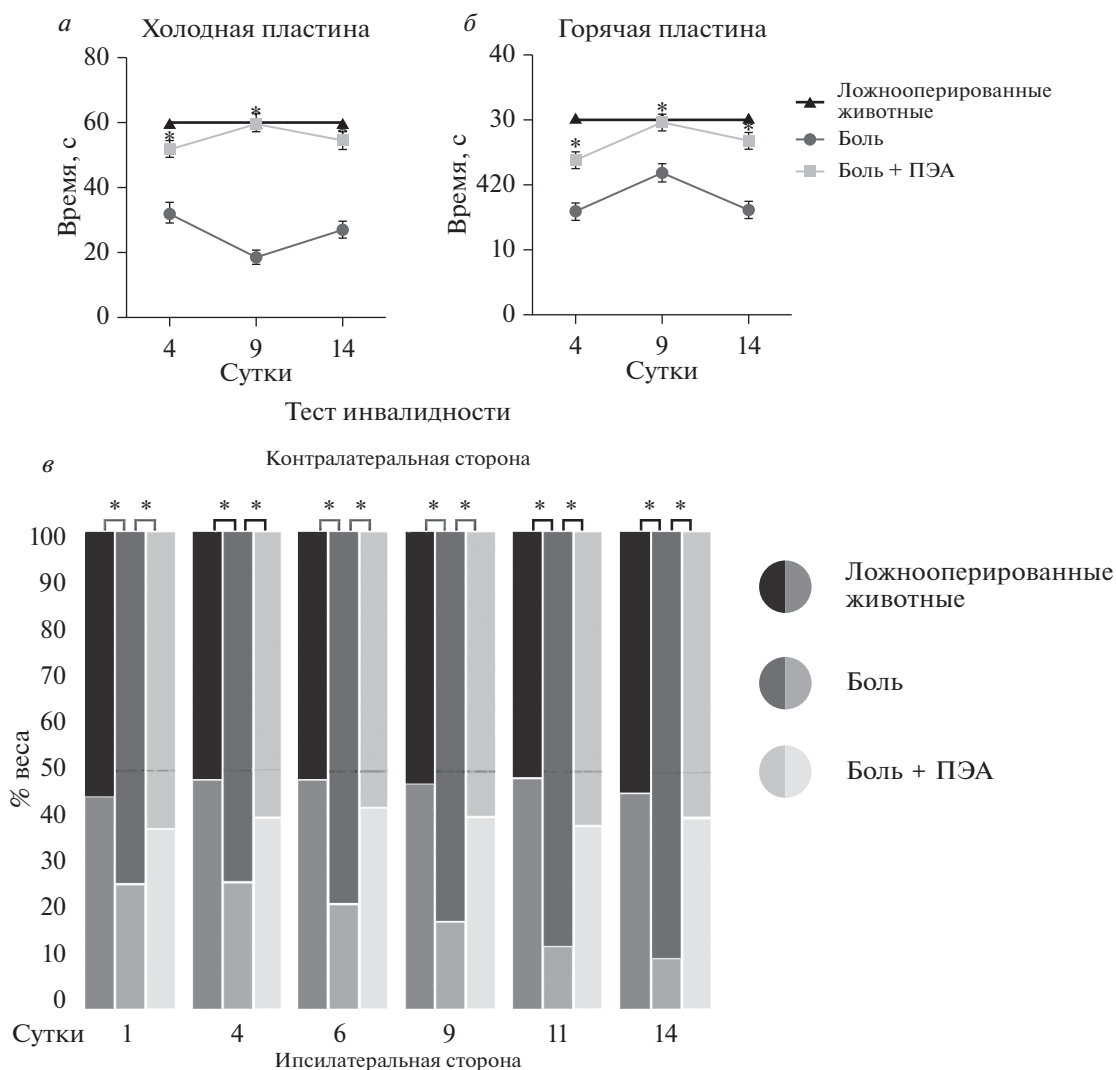 а
Холодная пластина
80
60
40
20
0
Время, с
*
*
*
4
9
14
Сутки
б
Горячая пластина
40
30
420
10
0
Время, с
*
*
*
4
9
14
Сутки
Ложнооперированные
животные
Боль
Боль + ПЭА
Тест инвалидности
в
Контралатеральная сторона
* * * * * * * * * * * *
100
90
80
70
60
50
40
30
20
10
0
% веса
Сутки 1 4 6 9 11 14
Ипсилатеральная сторона
Ложнооперированные
животные
Боль
Боль + ПЭА